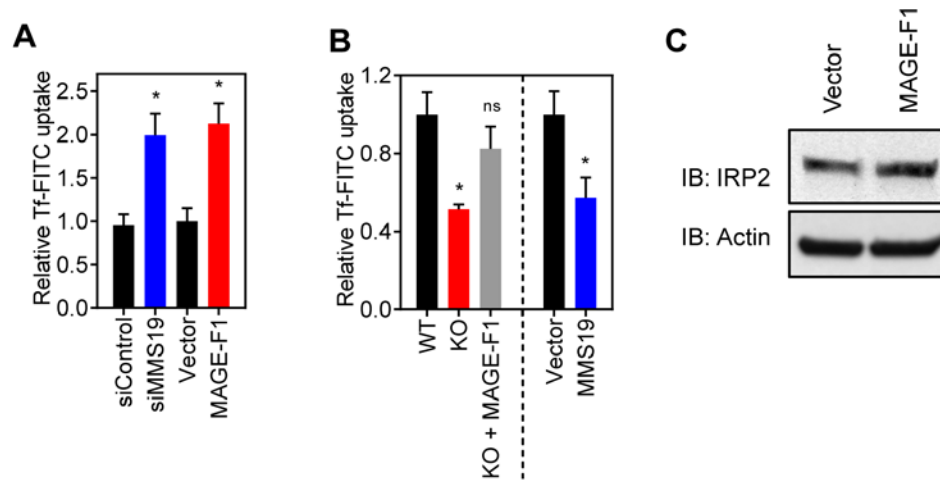 A
Relative Tf-FITC uptake
2.5
2.0
1.5
1.0
0.5
0.0
*
*
siControl
siMMS19
Vector
MAGE-F1
B
Relative Tf-FITC uptake
1.2
0.8
0.4
0.0
*
ns
*
WT
KO
KO + MAGE-F1
Vector
MMS19
C
Vector
MAGE-F1
IB: IRP2
IB: Actin